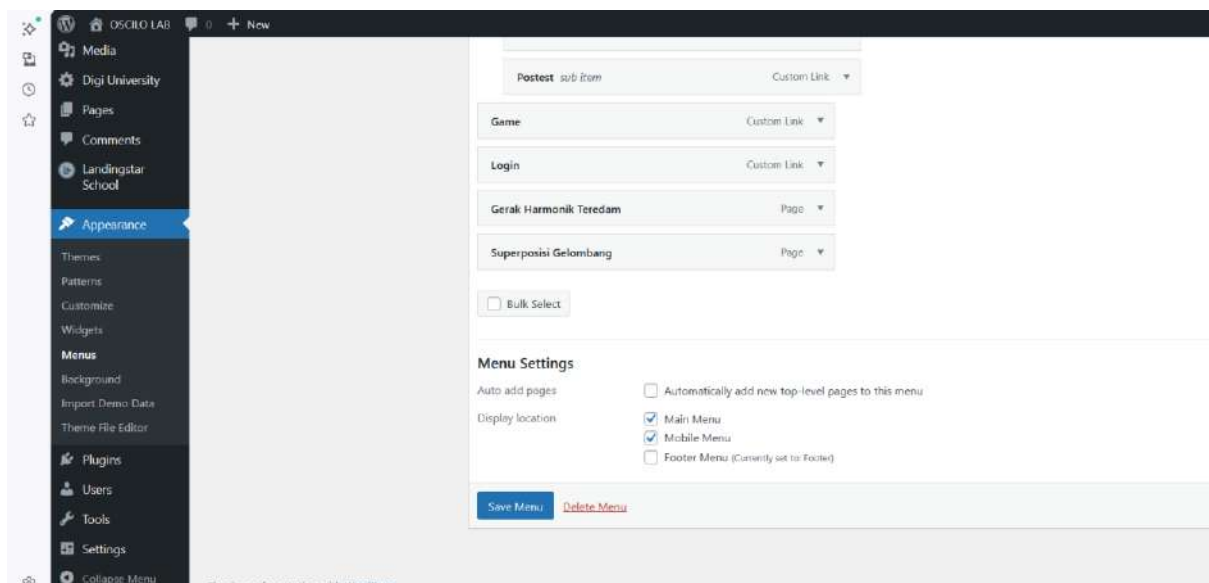 OSCILO LAB 0 + New
Media
Digi University
Pages
Comments
Landingstar
School
Appearance
Themes
Patterns
Customize
Widgets
Menus
Background
Import Demo Data
Theme File Editor
Plugins
Users
Tools
Settings
Collapse Menu
Postest sub item Custom Link
Game Custom Link
Login Custom Link
Gerak Harmonik Teredam Page
Superposisi Gelombang Page
Bulk Select
Menu Settings
Auto add pages Automatically add new top-level pages to this menu
Display location Main Menu
Mobile Menu
Footer Menu (Currently set to: Footer)
Save Menu Delete Menu